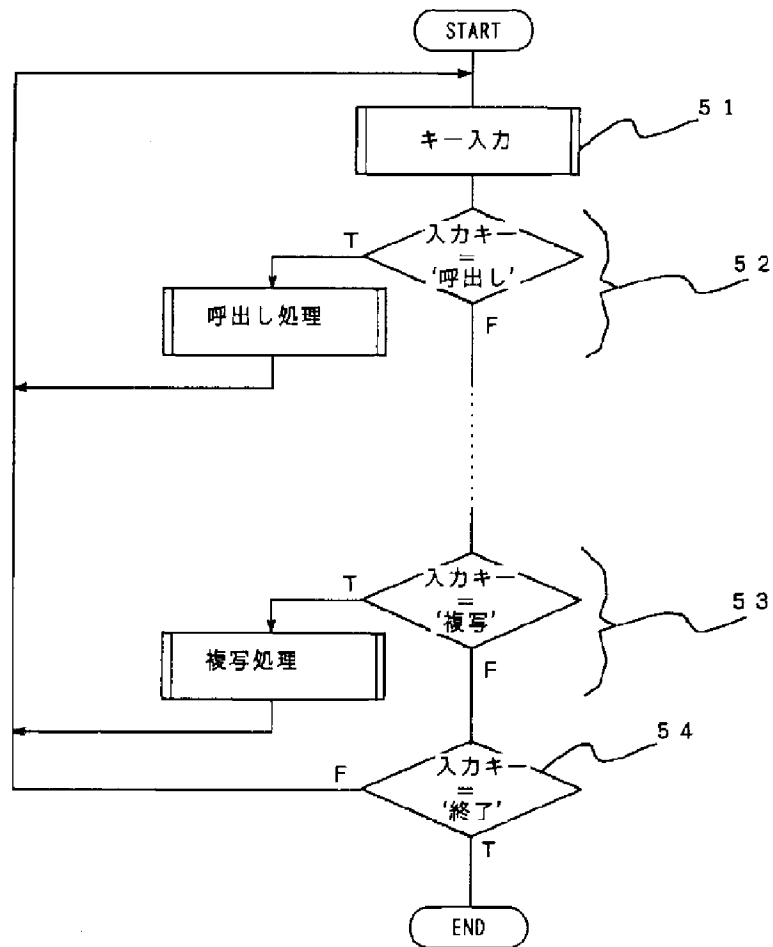 START
キー入力
51
T
入力キー
=
‘呼出し’
52
呼出し処理
F
T
入力キー
=
‘複写’
53
複写処理
F
54
F
入力キー
=
‘終了’
T
END